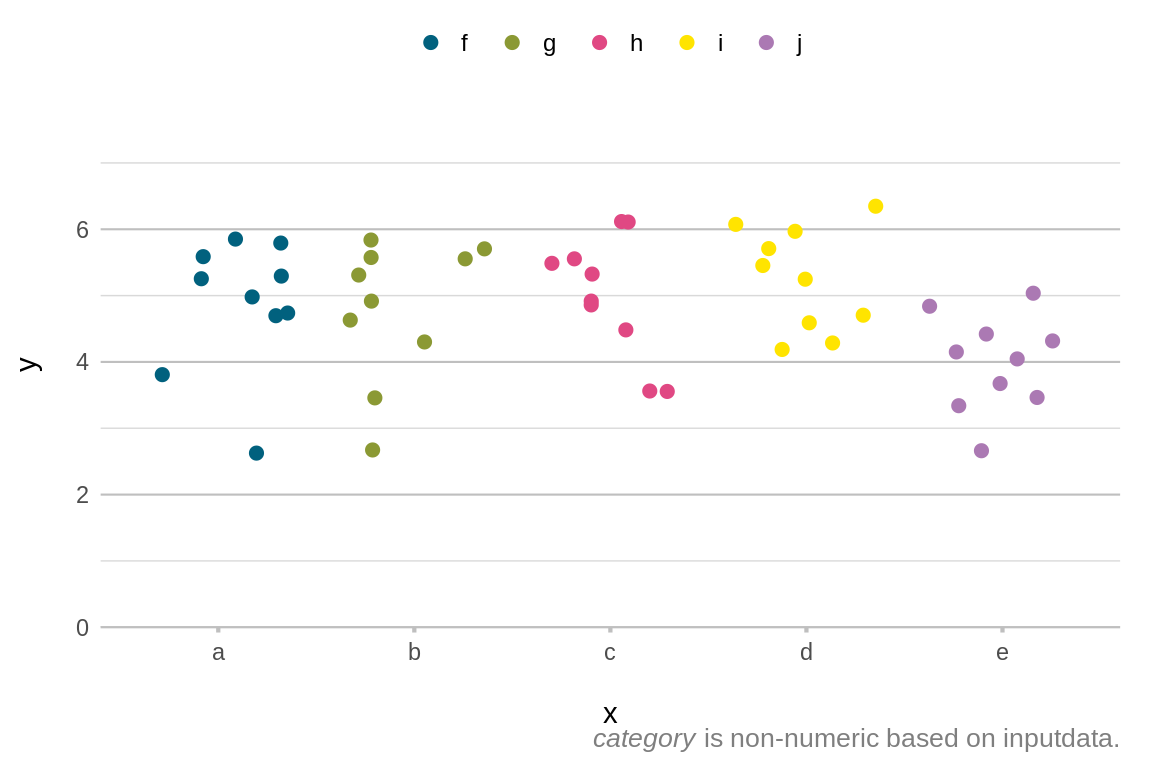 f g h i j
6
y
4
2
0
a b c d e
x
category is non-numeric based on inputdata.